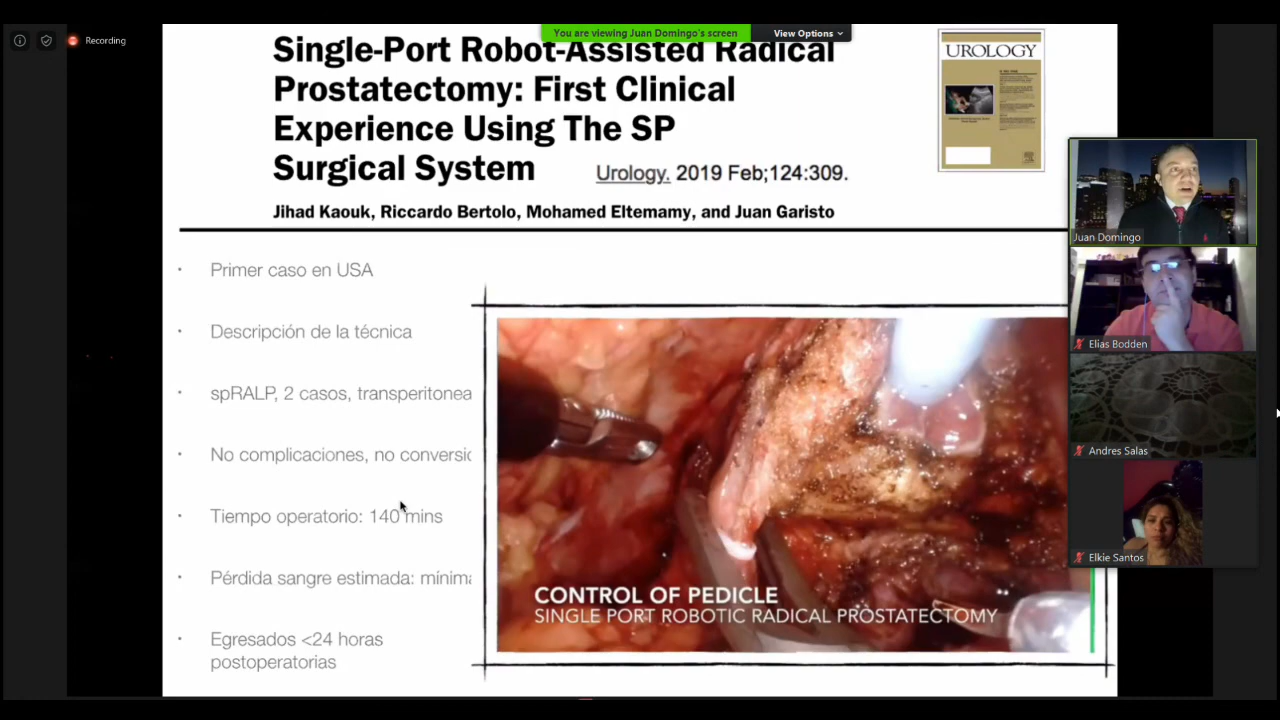 Recording
You are viewing Juan Domingo's screen
View Options
Single-Port Robot-Assisted Radical
Prostatectomy: First Clinical
Experience Using The SP
Surgical System
Urology. 2019 Feb;124:309.
Jihad Kaouk, Riccardo Bertolo, Mohamed Eltemamy, and Juan Garisto
UROLOGY
Primer caso en USA
Descripción de la técnica
spRALP, 2 casos, transperitonea
No complicaciones, no conversic
Tiempo operatorio: 140 mins
Pérdida sangre estimada: mínima
Egresados <24 horas
postoperatorias
CONTROL OF PEDICLE
SINGLE PORT ROBOTIC RADICAL PROSTATECTOMY
Juan Domingo
Elias Bodden
Andres Salas
Elkie Santos